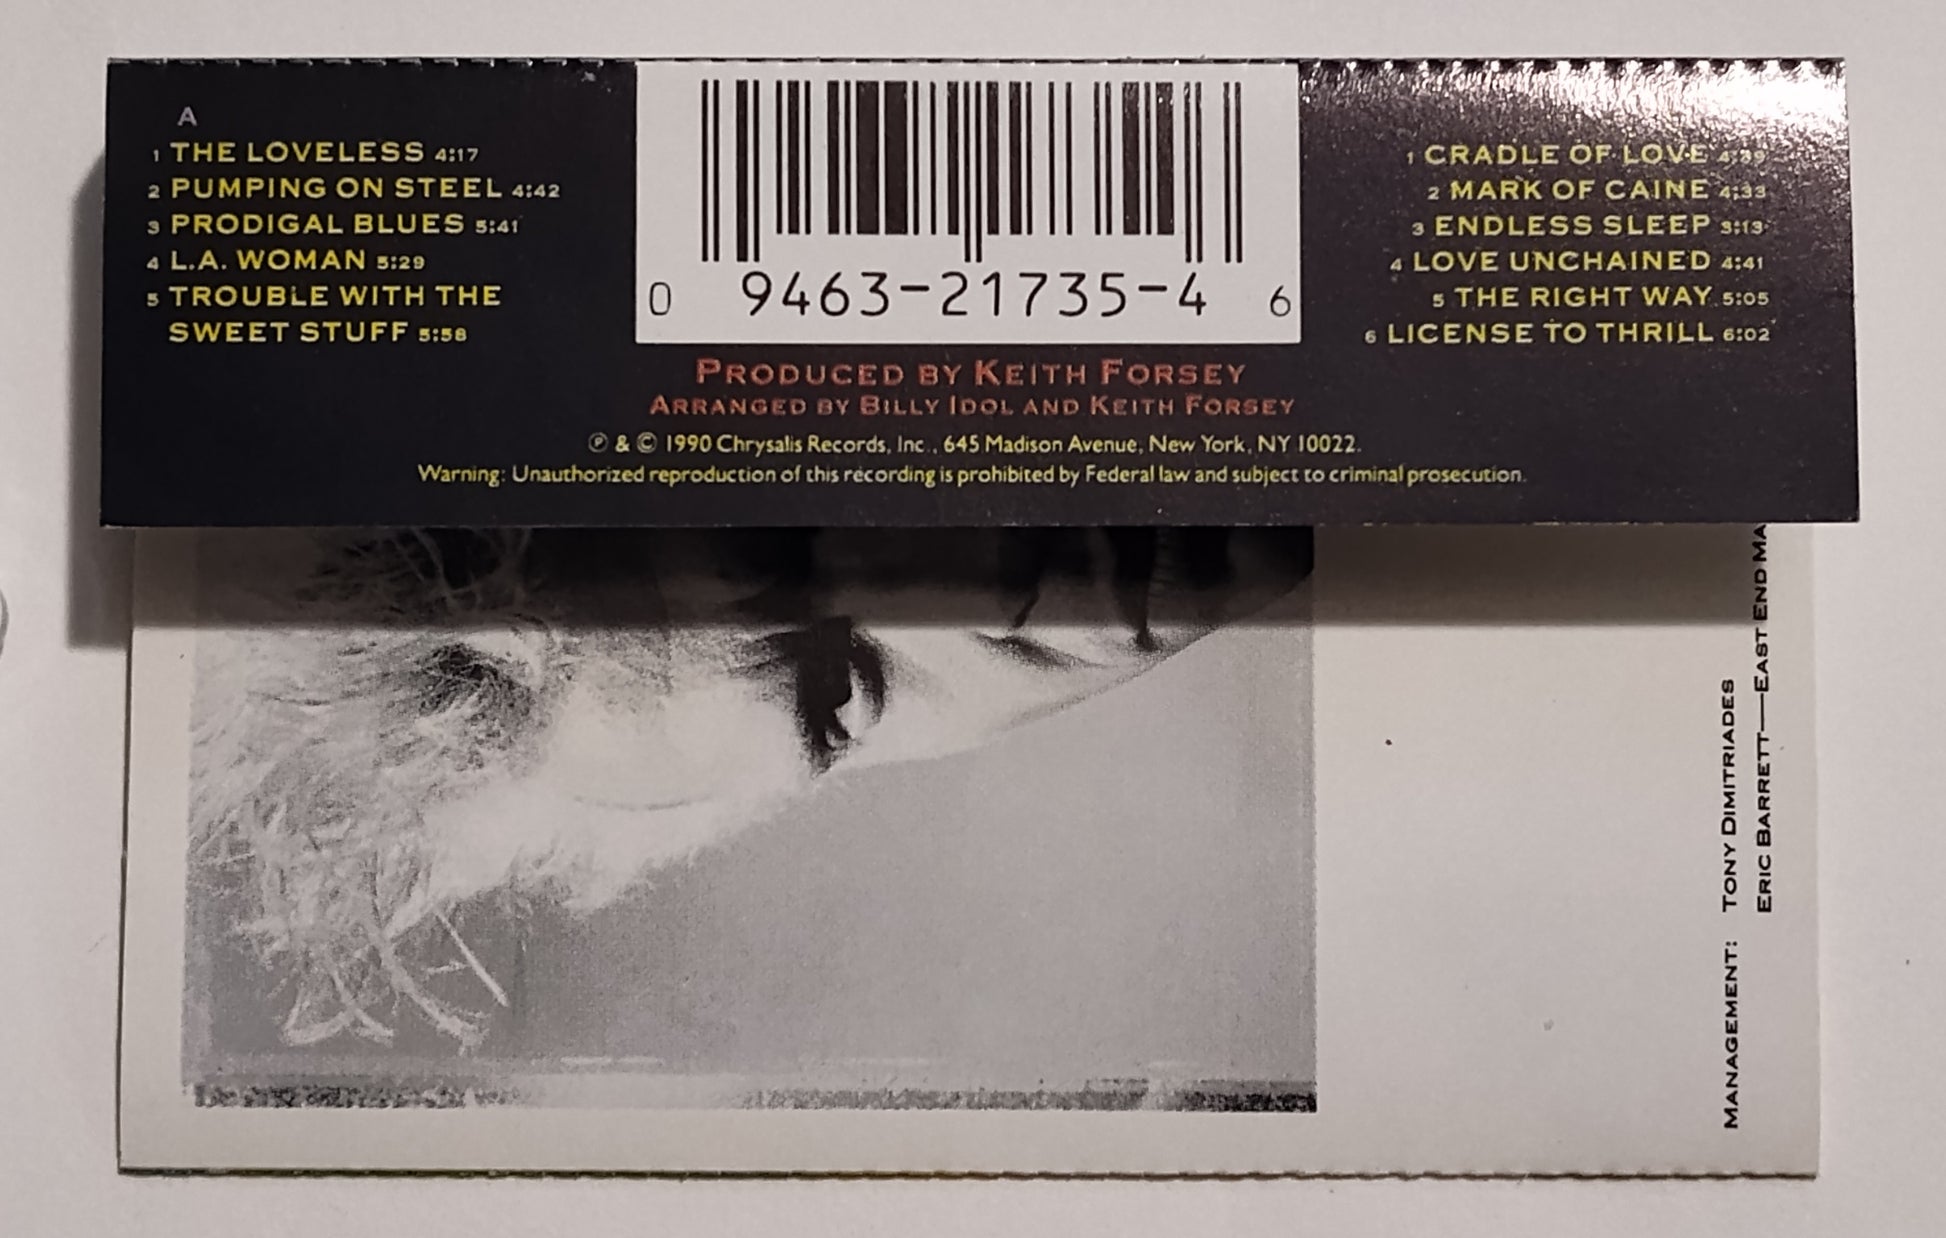 A
1 THE LOVELESS 4:17
2 PUMPING ON STEEL 4:42
3 PRODIGAL BLUES 5:41
4 L.A. WOMAN 5:29
5 TROUBLE WITH THE
SWEET STUFF 5:58
0 9463-21735-4 6
1 CRADLE OF LOVE 4:39
2 MARK OF CAINE 4:33
3 ENDLESS SLEEP 3:13
4 LOVE UNCHAINED 4:41
5 THE RIGHT WAY 5:05
6 LICENSE TO THRILL 6:02
PRODUCED BY KEITH FORSEY
ARRANGED BY BILLY IDOL AND KEITH FORSEY
℗ & © 1990 Chrysalis Records, Inc., 645 Madison Avenue, New York, NY 10022.
Warning: Unauthorized reproduction of this recording is prohibited by Federal law and subject to criminal prosecution.
MANAGEMENT: TONY DIMITRIADES
ERIC BARRETT—EAST END MA